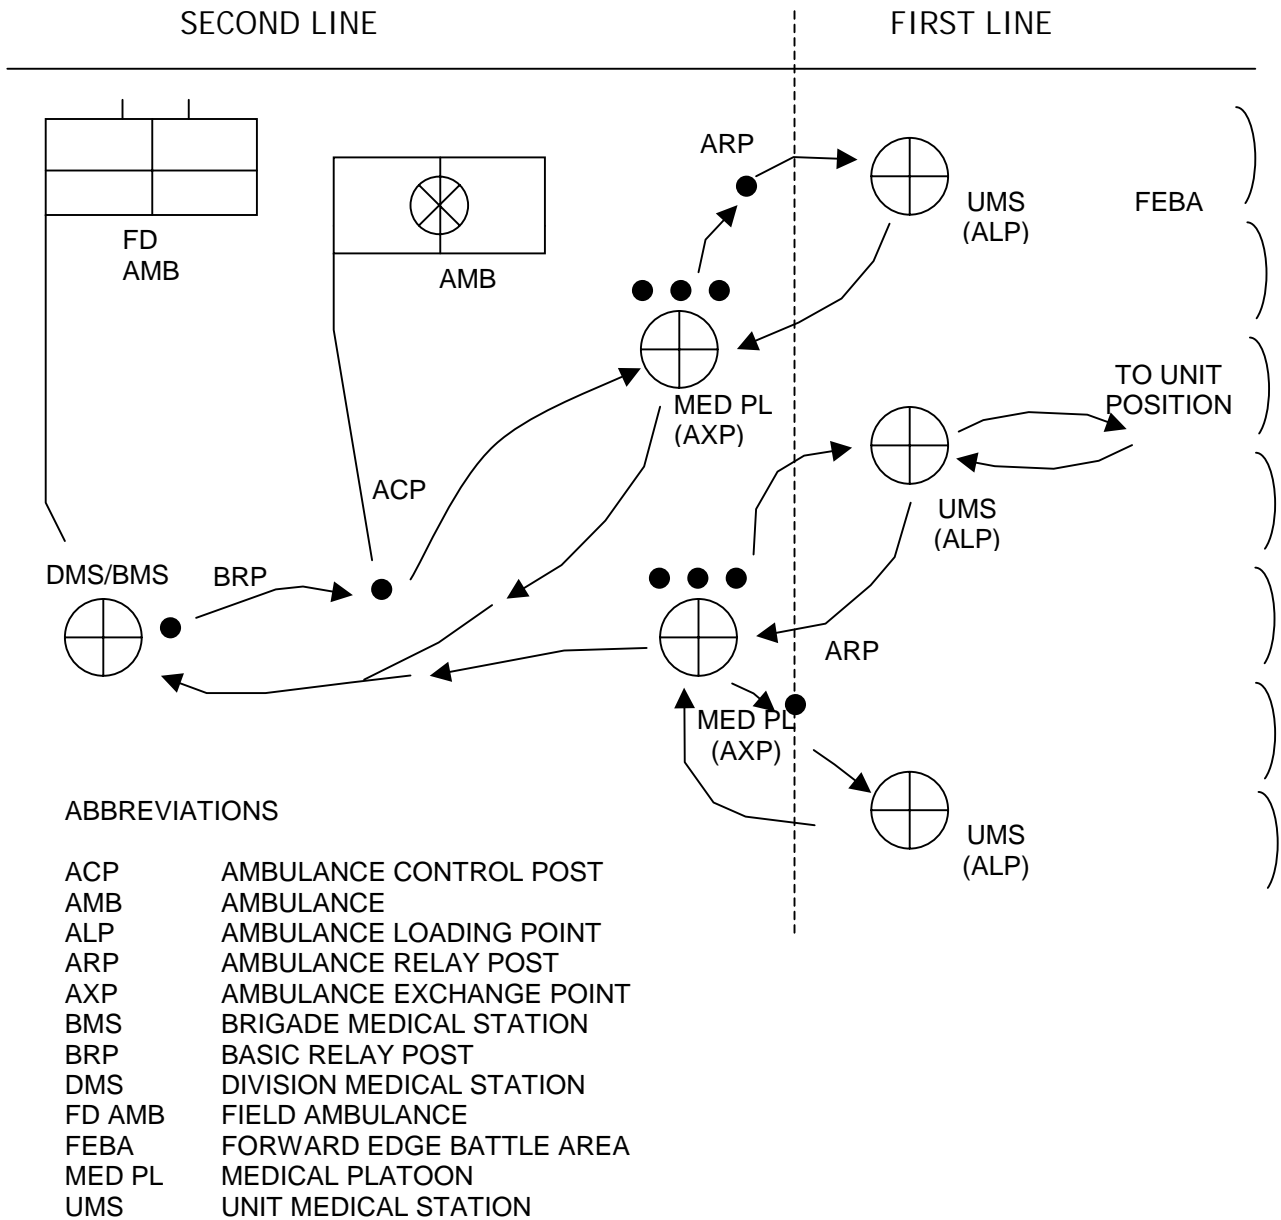 SECOND LINE
FIRST LINE
ARP
UMS
(ALP)
FEBA
FD
AMB
AMB
MED PL
(AXP)
TO UNIT
POSITION
ACP
UMS
(ALP)
DMS/BMS
BRP
ARP
MED PL
(AXP)
UMS
(ALP)
ABBREVIATIONS
ACP AMBULANCE CONTROL POST
AMB AMBULANCE
ALP AMBULANCE LOADING POINT
ARP AMBULANCE RELAY POST
AXP AMBULANCE EXCHANGE POINT
BMS BRIGADE MEDICAL STATION
BRP BASIC RELAY POST
DMS DIVISION MEDICAL STATION
FD AMB FIELD AMBULANCE
FEBA FORWARD EDGE BATTLE AREA
MED PL MEDICAL PLATOON
UMS UNIT MEDICAL STATION